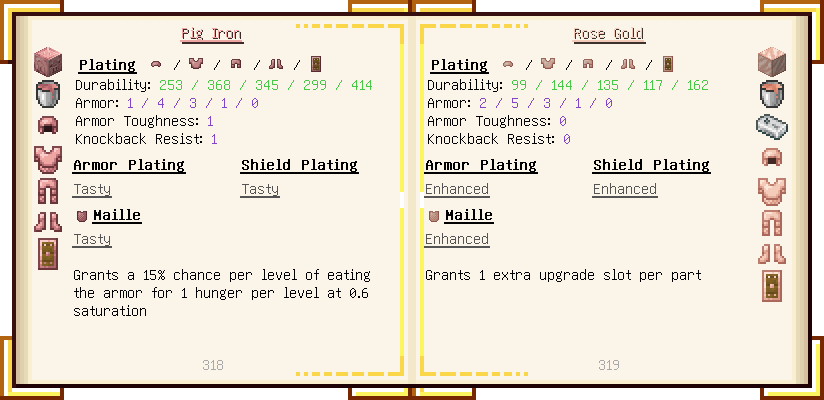 Pig Iron
Plating / / / /
Durability: 253 / 368 / 345 / 299 / 414
Armor: 1 / 4 / 3 / 1 / 0
Armor Toughness: 1
Knockback Resist: 1
Armor Plating Shield Plating
Tasty Tasty
Maille
Tasty
Grants a 15% chance per level of eating
the armor for 1 hunger per level at 0.6
saturation
318
Rose Gold
Plating / / / /
Durability: 99 / 144 / 135 / 117 / 162
Armor: 2 / 5 / 3 / 1 / 0
Armor Toughness: 0
Knockback Resist: 0
Armor Plating Shield Plating
Enhanced Enhanced
Maille
Enhanced
Grants 1 extra upgrade slot per part
319